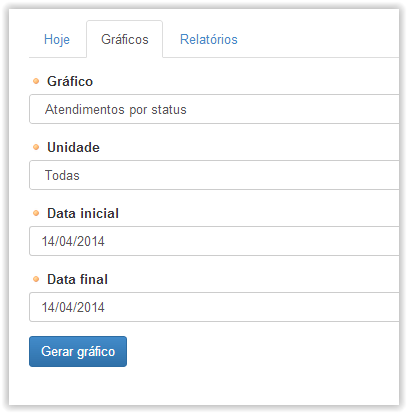 Hoje Gráficos Relatórios
Gráfico
Atendimentos por status
Unidade
Todas
Data inicial
14/04/2014
Data final
14/04/2014
Gerar gráfico